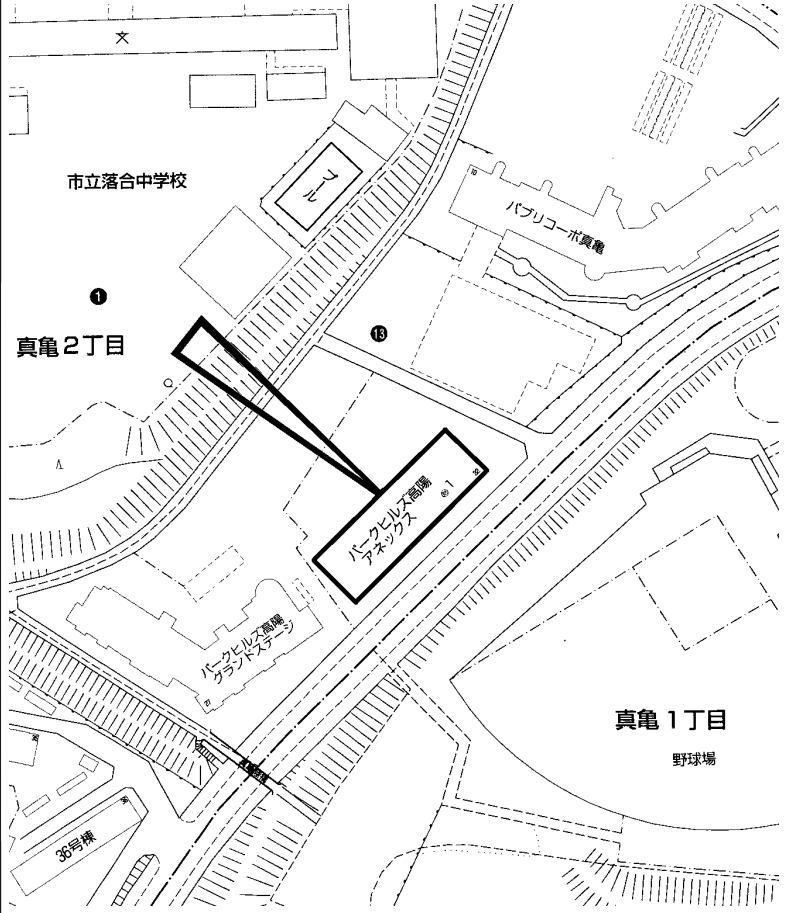 文
市立落合中学校
プール
10
パブリコーポ真亀
❶
⓭
真亀2丁目
パークヒルズ高陽
アネックス
1
パークヒルズ高陽
グランドステージ
27
真亀1丁目
野球場
36号棟